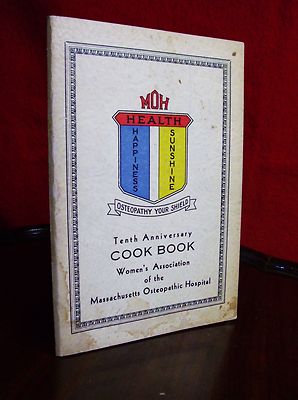 MOH
HEALTH
HAPPINESS
SUNSHINE
OSTEOPATHY YOUR SHIELD
Tenth Anniversary
COOK BOOK
Women's Association
of the
Massachusetts Osteopathic Hospital